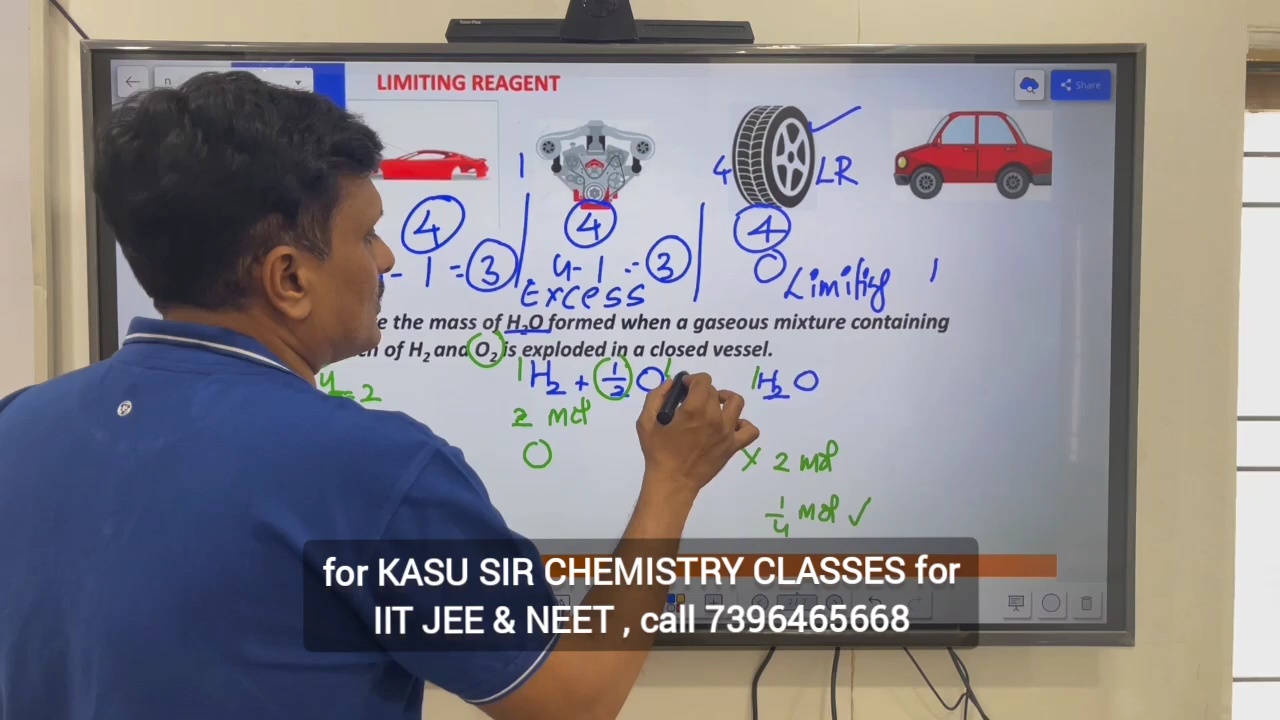 LIMITING REAGENT
Share
1
4
LR
4
4
4
- 1 = 3
4-1 = 3
0
Excess
Limiting
e the mass of H₂O formed when a gaseous mixture containing
of H₂ and O₂ is exploded in a closed vessel.
1 H₂ + 1/2 O
1 H₂O
4
= 2
2 mol
0
x 2 mol
1/4 mol ✓
for KASU SIR CHEMISTRY CLASSES for
IIT JEE & NEET , call 7396465668